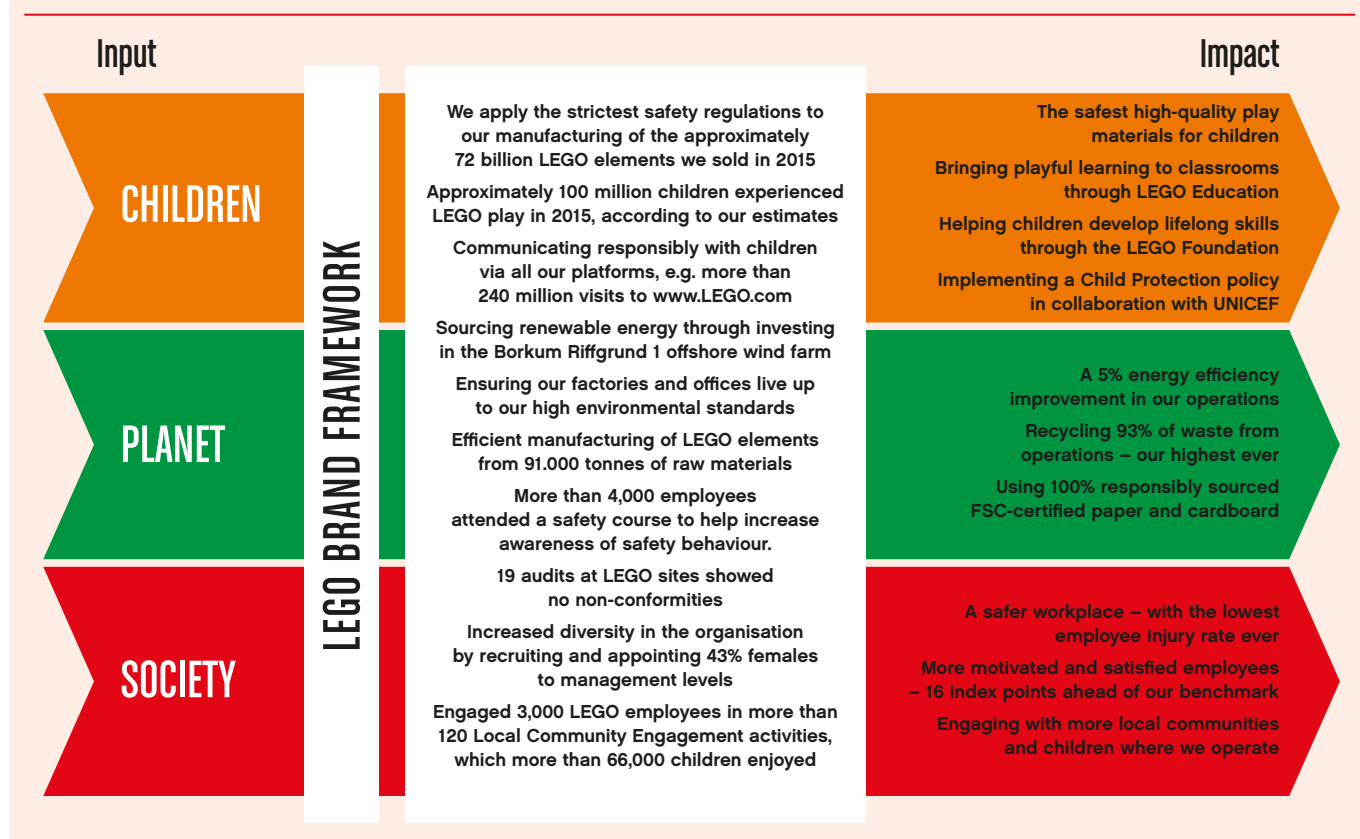 Input
Impact
CHILDREN
PLANET
SOCIETY
LEGO BRAND FRAMEWORK
We apply the strictest safety regulations to
our manufacturing of the approximately
72 billion LEGO elements we sold in 2015
Approximately 100 million children experienced
LEGO play in 2015, according to our estimates
Communicating responsibly with children
via all our platforms, e.g. more than
240 million visits to www.LEGO.com
Sourcing renewable energy through investing
in the Borkum Riffgrund 1 offshore wind farm
Ensuring our factories and offices live up
to our high environmental standards
Efficient manufacturing of LEGO elements
from 91.000 tonnes of raw materials
More than 4,000 employees
attended a safety course to help increase
awareness of safety behaviour.
19 audits at LEGO sites showed
no non-conformities
Increased diversity in the organisation
by recruiting and appointing 43% females
to management levels
Engaged 3,000 LEGO employees in more than
120 Local Community Engagement activities,
which more than 66,000 children enjoyed
The safest high-quality play
materials for children
Bringing playful learning to classrooms
through LEGO Education
Helping children develop lifelong skills
through the LEGO Foundation
Implementing a Child Protection policy
in collaboration with UNICEF
A 5% energy efficiency
improvement in our operations
Recycling 93% of waste from
operations – our highest ever
Using 100% responsibly sourced
FSC-certified paper and cardboard
A safer workplace – with the lowest
employee injury rate ever
More motivated and satisfied employees
– 16 index points ahead of our benchmark
Engaging with more local communities
and children where we operate